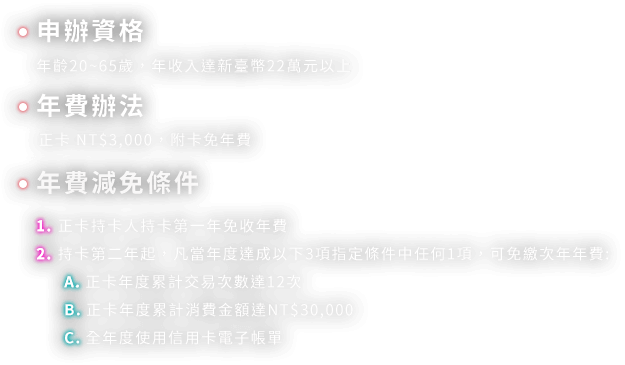 申辦資格
年齡20~65歲，年收入達新臺幣22萬元以上
年費辦法
正卡 NT$3,000，附卡免年費
年費減免條件
1. 正卡持卡人持卡第一年免收年費
2. 持卡第二年起，凡當年度達成以下3項指定條件中任何1項，可免繳次年年費:
A. 正卡年度累計交易次數達12次
B. 正卡年度累計消費金額達NT$30,000
C. 全年度使用信用卡電子帳單